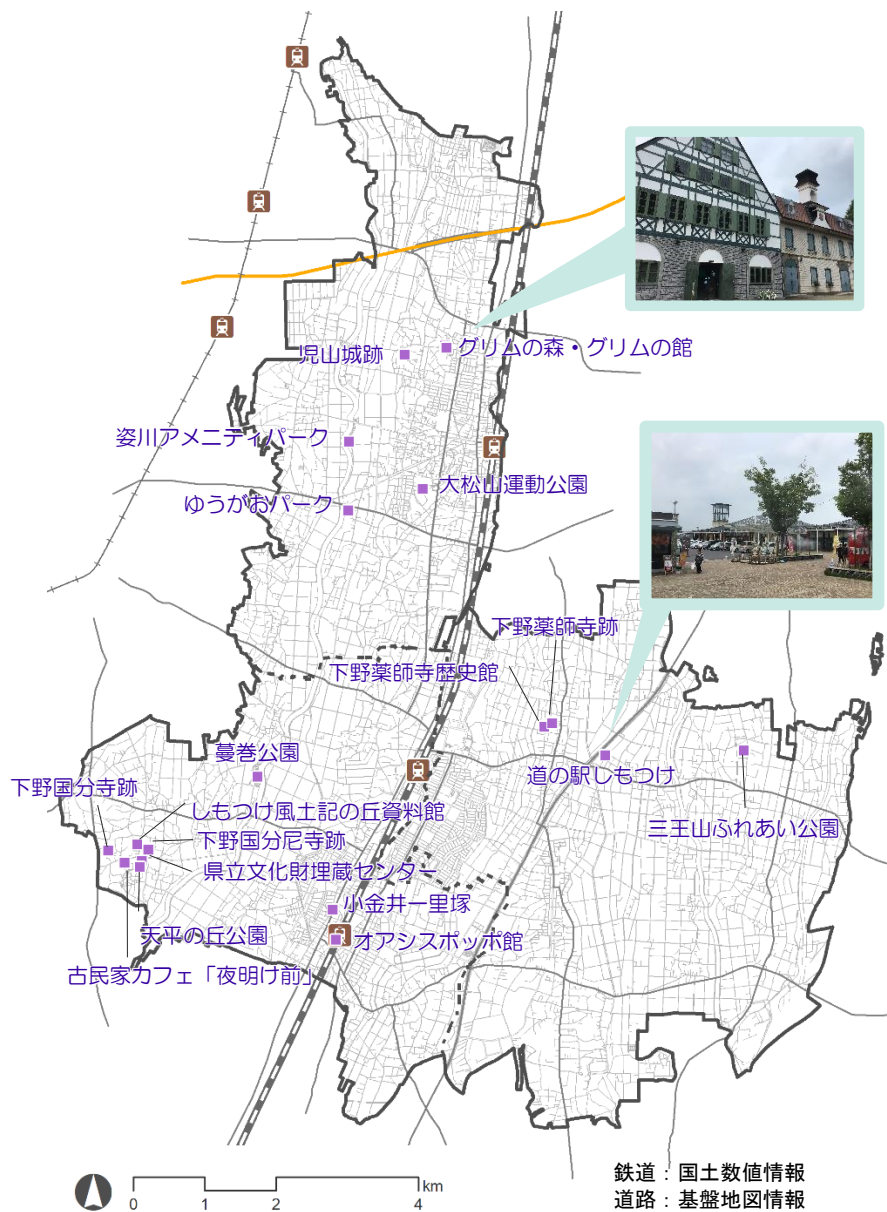 児山城跡
グリムの森・グリムの館
姿川アメニティパーク
大松山運動公園
ゆうがおパーク
下野薬師寺跡
下野薬師寺歴史館
蔓巻公園
道の駅しもつけ
下野国分寺跡
しもつけ風土記の丘資料館
三王山ふれあい公園
下野国分尼寺跡
県立文化財埋蔵センター
小金井一里塚
天平の丘公園
オアシスポッポ館
古民家カフェ「夜明け前」
km
0 1 2 4
鉄道：国土数値情報
道路：基盤地図情報